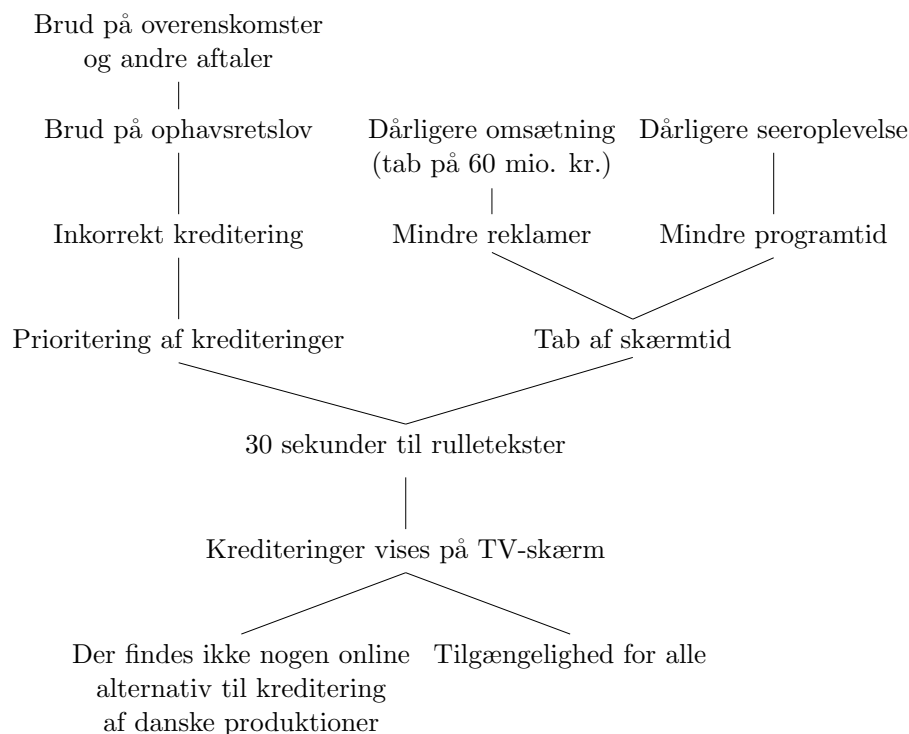 Brud på overenskomster
og andre aftaler
Brud på ophavsretslov
Dårligere omsætning
(tab på 60 mio. kr.)
Dårligere seeroplevelse
Inkorrekt kreditering
Mindre reklamer
Mindre programtid
Prioritering af krediteringer
Tab af skærmtid
30 sekunder til rulletekster
Krediteringer vises på TV-skærm
Der findes ikke nogen online
alternativ til kreditering
af danske produktioner
Tilgængelighed for alle